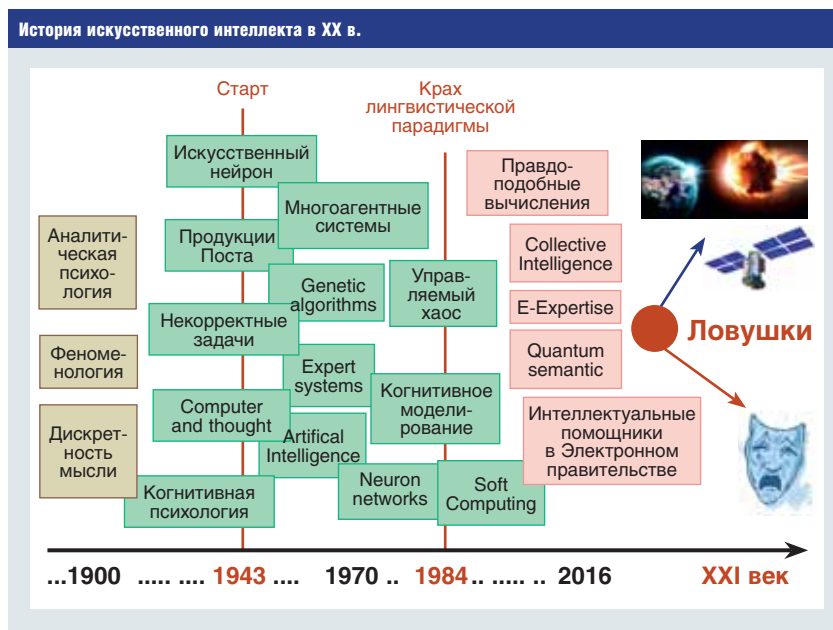 История искусственного интеллекта в XX в.
Старт
Крах
лингвистической
парадигмы
Искусственный
нейрон
Правдо-
подобные
вычисления
Многоагентные
системы
Аналити-
ческая
психо-
логия
Продукции
Поста
Collective
Intelligence
Genetic
algorithms
Управ-
ляемый
хаос
E-Expertise
Некорректные
задачи
Ловушки
Феноме-
нология
Quantum
semantic
Expert
systems
Когнитивное
модели-
рование
Computer
and thought
Дискрет-
ность
мысли
Artifical
Intelligence
Интеллектуальные
помощники
в Электронном
правительстве
Когнитивная
психология
Neuron
networks
Soft
Computing
...1900 ..... .... 1943 .... 1970 .. 1984 .. ..... .. 2016 XXI век